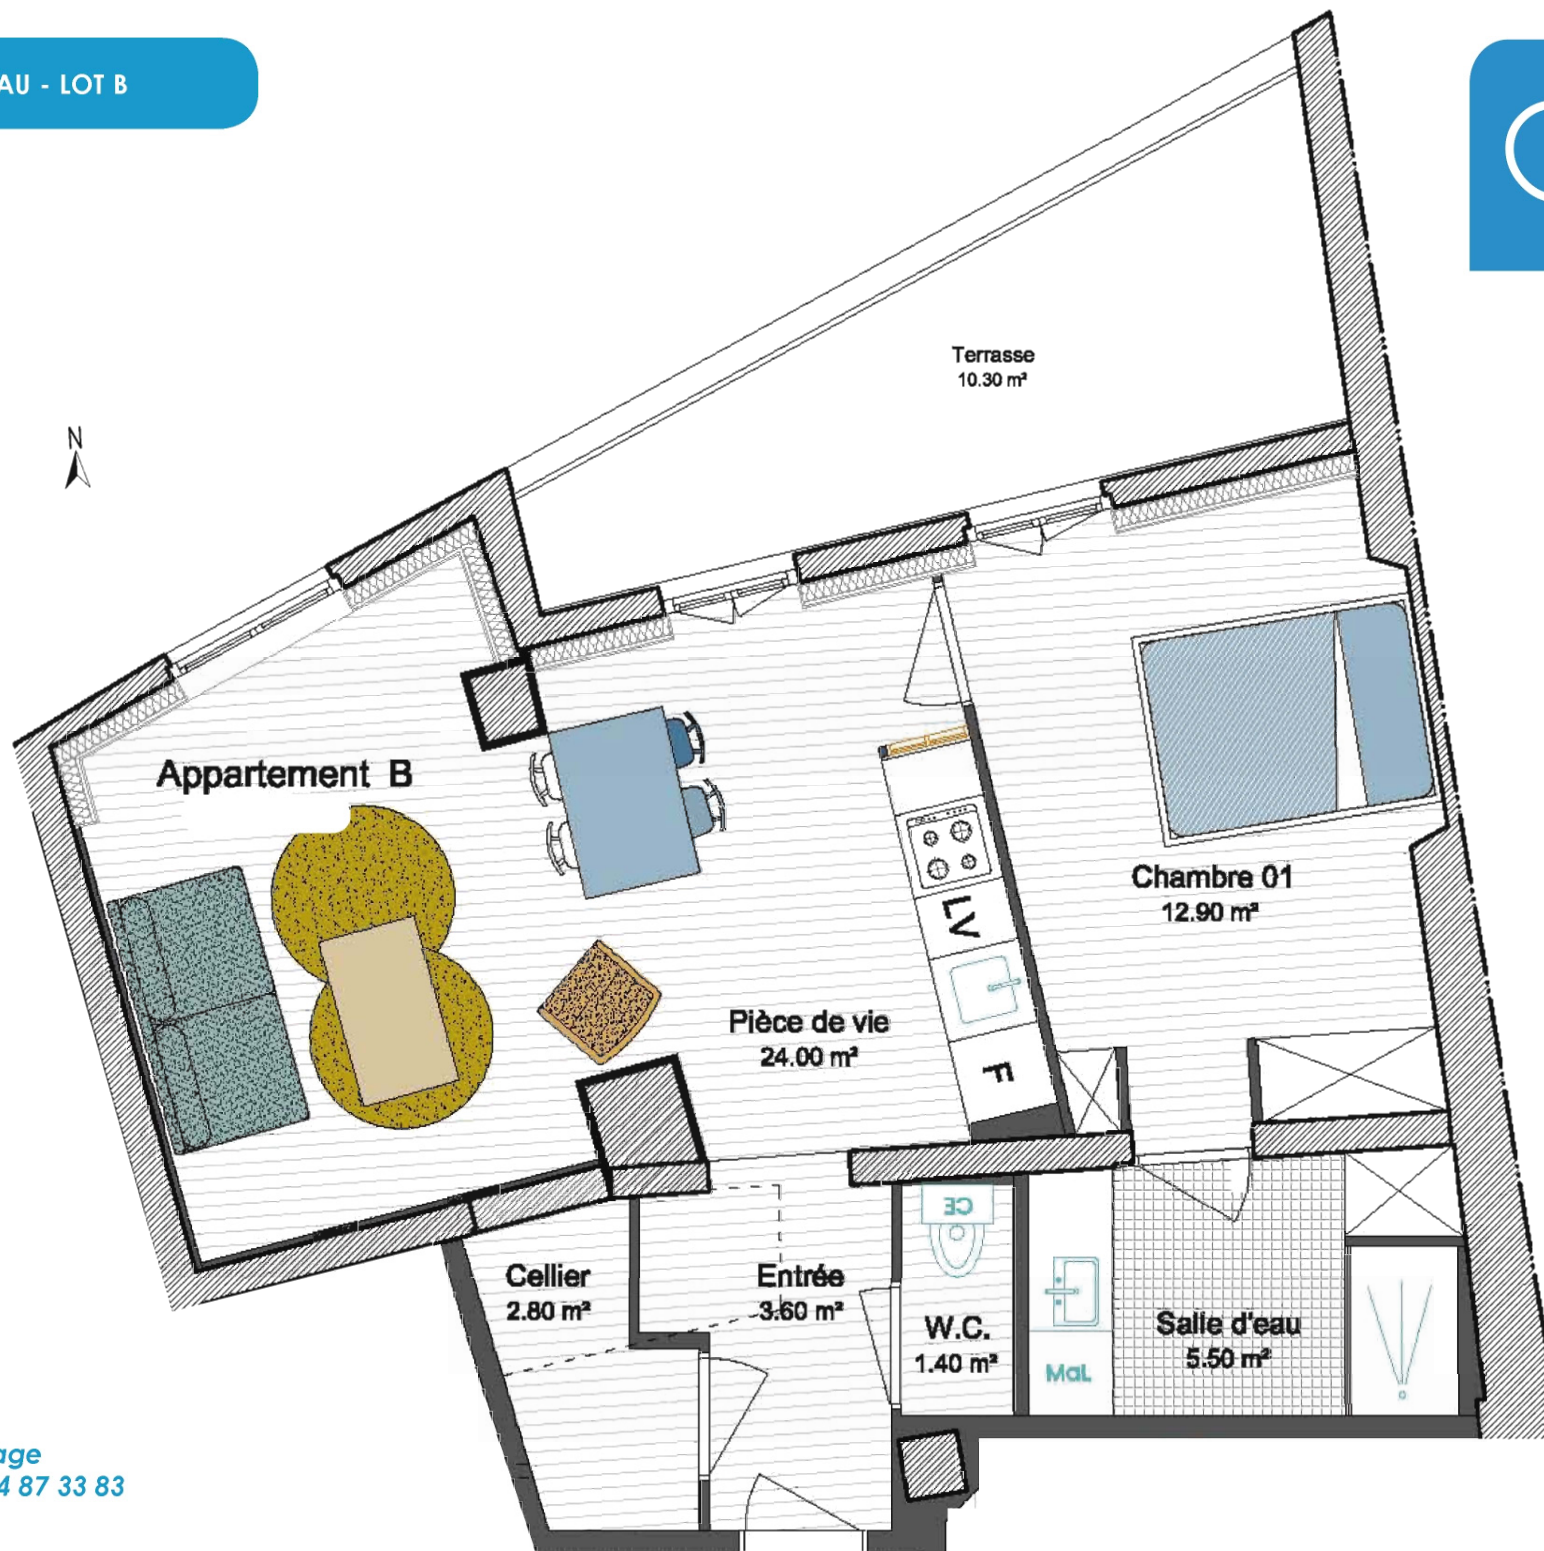 AU - LOT B
Terrasse
10.30 m²
N
Appartement B
LV
Chambre 01
12.90 m²
Pièce de vie
24.00 m²
F
CE
Cellier
2.80 m²
Entrée
3.60 m²
W.C.
1.40 m²
MaL
Salle d'eau
5.50 m²
age
4 87 33 83